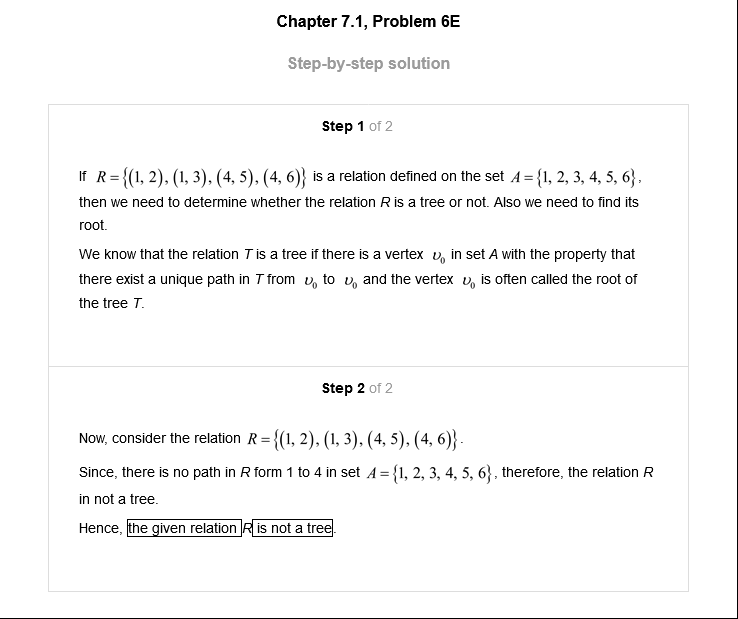 Chapter 7.1, Problem 6E
Step-by-step solution
Step 1 of 2
If R = {(1, 2), (1, 3), (4, 5), (4, 6)} is a relation defined on the set A = {1, 2, 3, 4, 5, 6},
then we need to determine whether the relation R is a tree or not. Also we need to find its
root.
We know that the relation T is a tree if there is a vertex υ₀ in set A with the property that
there exist a unique path in T from υ₀ to υ₀ and the vertex υ₀ is often called the root of
the tree T.
Step 2 of 2
Now, consider the relation R = {(1, 2), (1, 3), (4, 5), (4, 6)}.
Since, there is no path in R form 1 to 4 in set A = {1, 2, 3, 4, 5, 6}, therefore, the relation R
in not a tree.
Hence, the given relation R is not a tree.